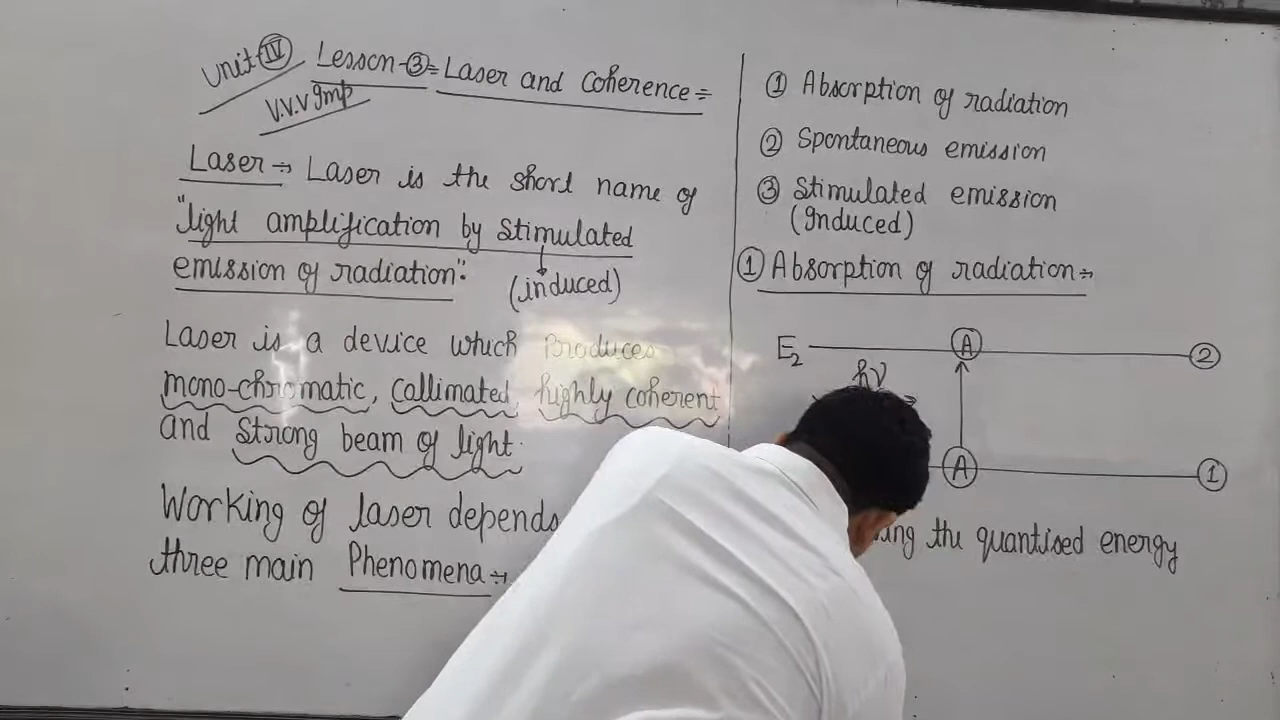 Unit-IV Lesson-③= Laser and Coherence÷
V.V.V Imp
Laser÷ Laser is the short name of
"light amplification by Stimulated
emission of radiation".
(induced)
Laser is a device which Produces
mono-chromatic, Callimated, highly coherent
and Strong beam of light.
Working of laser depends
three main Phenomena÷
① Absorption of radiation
② Spontaneous emission
③ Stimulated emission
(Induced)
① Absorption of radiation÷
E₂ A ②
hν
A ①
the quantised energy